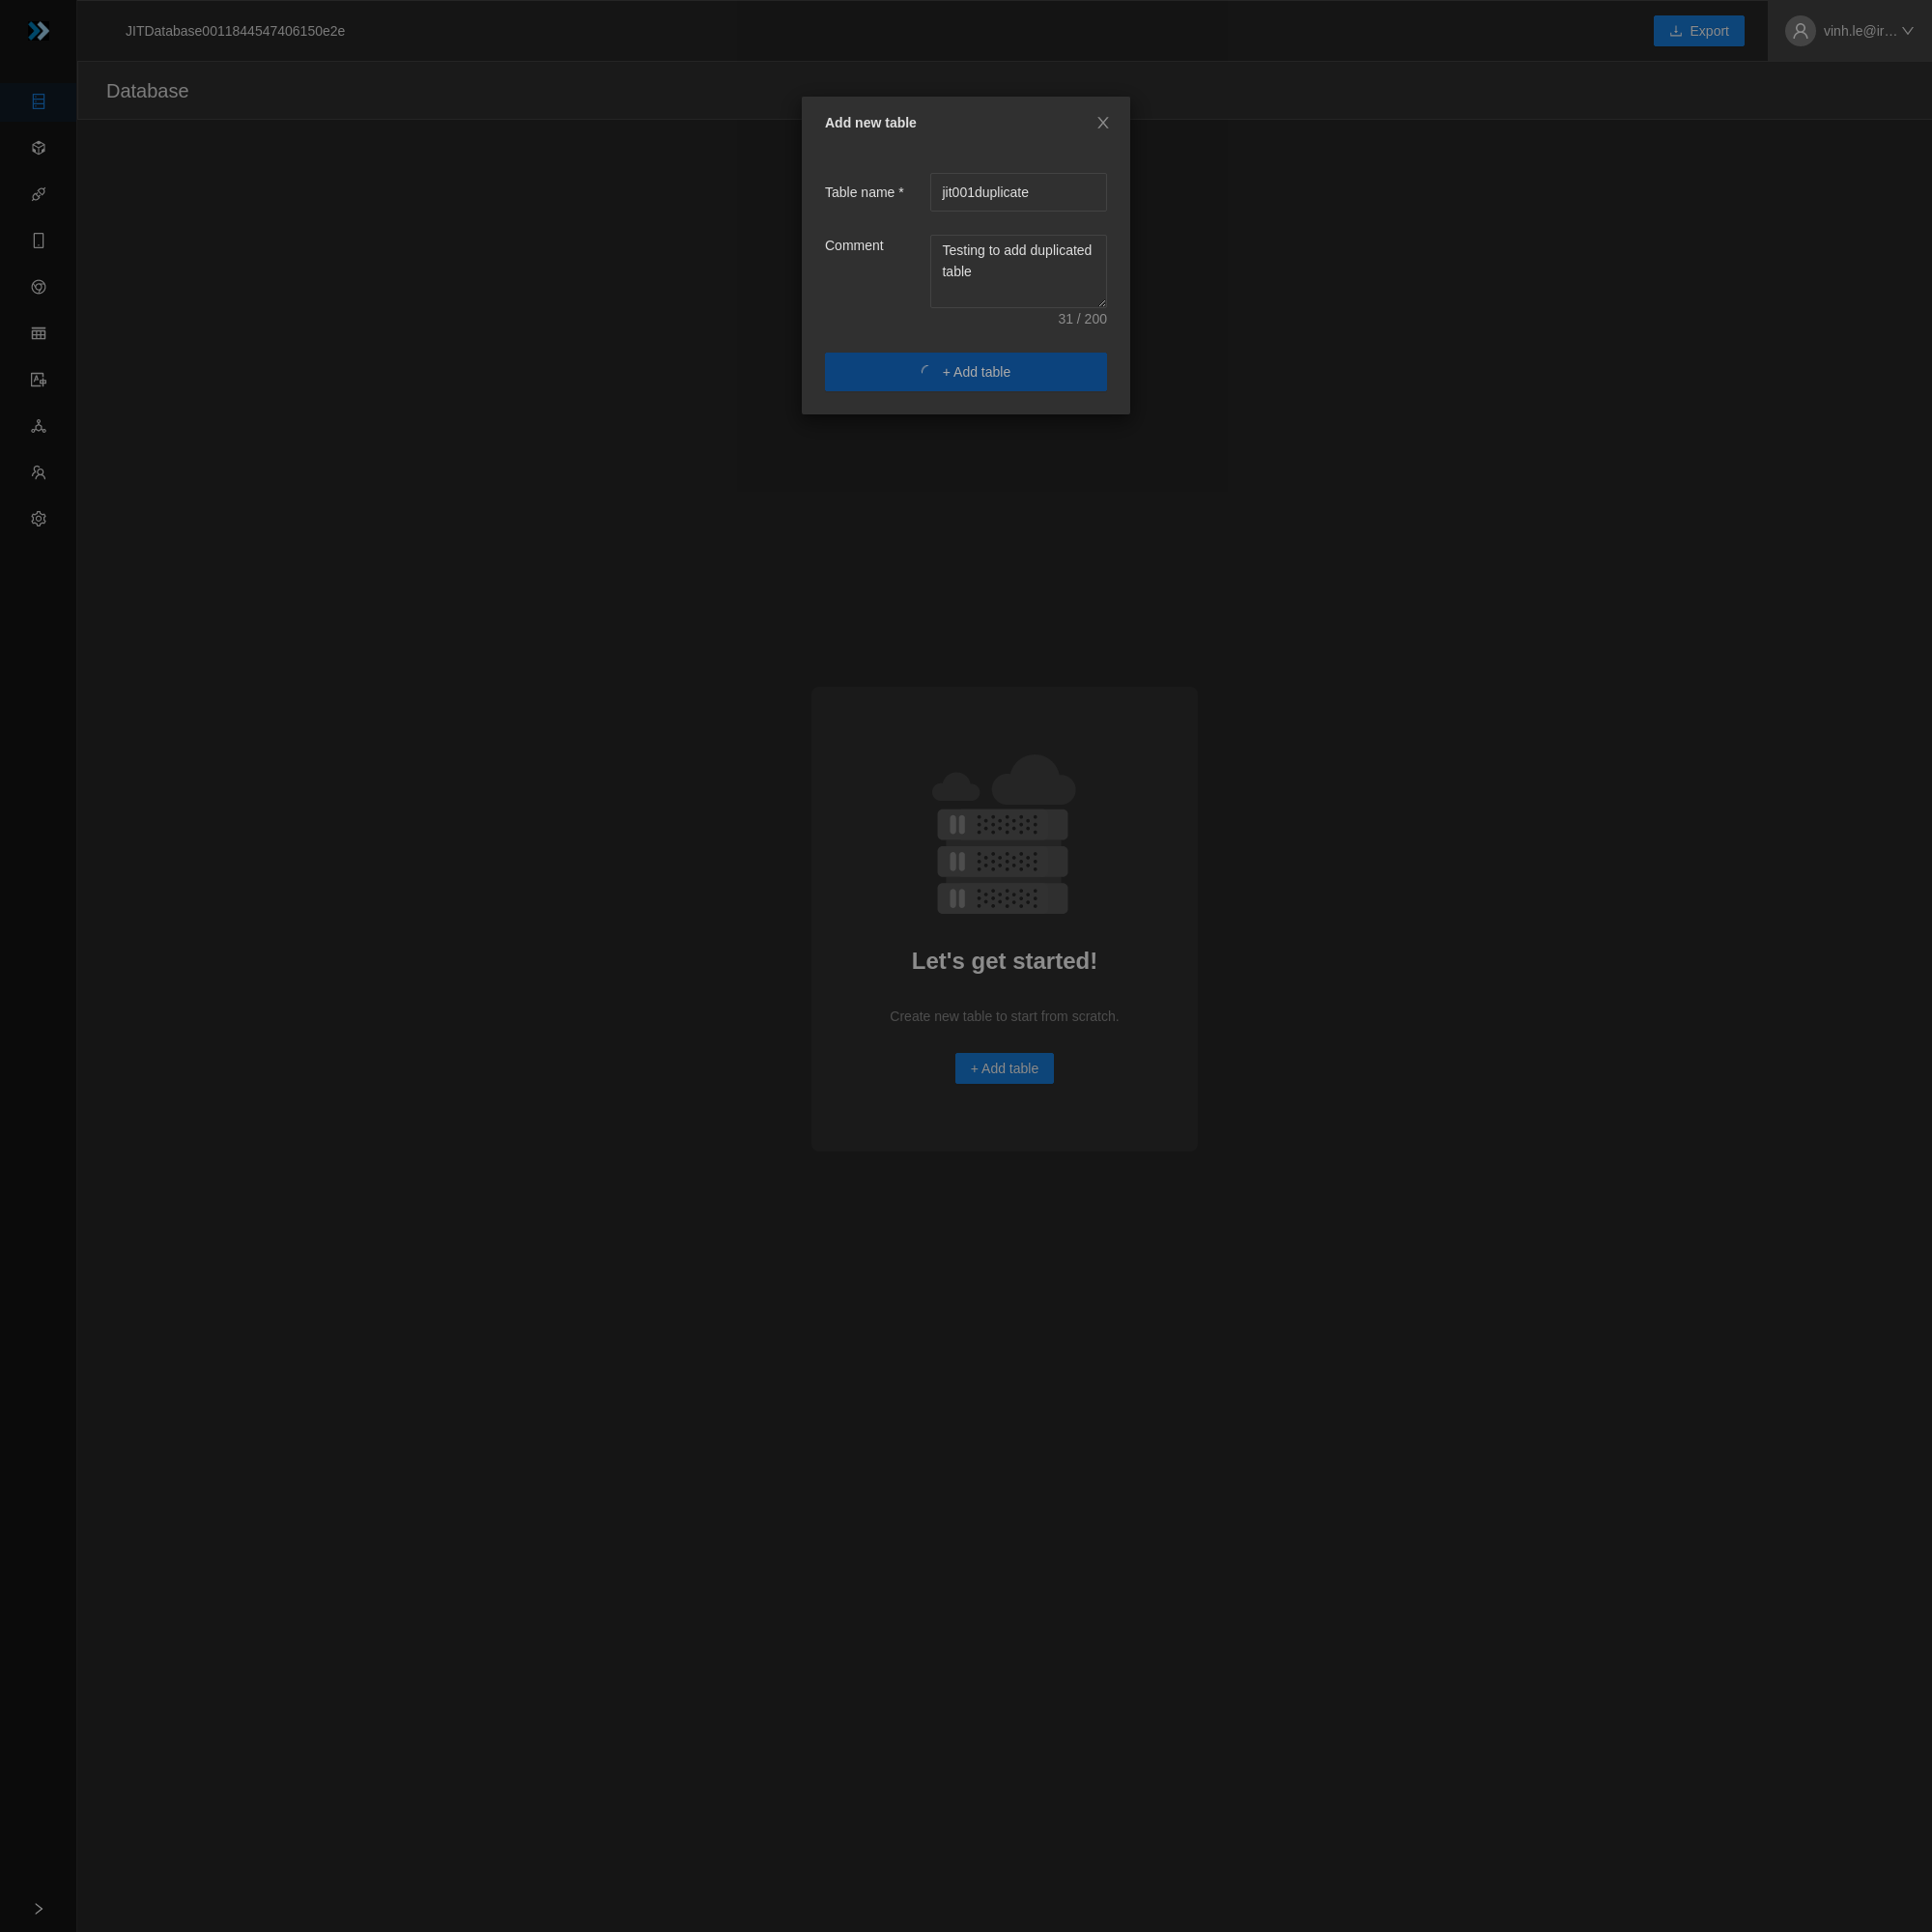 JITDatabase0011844547406150e2e
Export
vinh.le@ir…
Database
Add new table
Table name *
jit001duplicate
Comment
Testing to add duplicated
table
31 / 200
+ Add table
Let's get started!
Create new table to start from scratch.
+ Add table